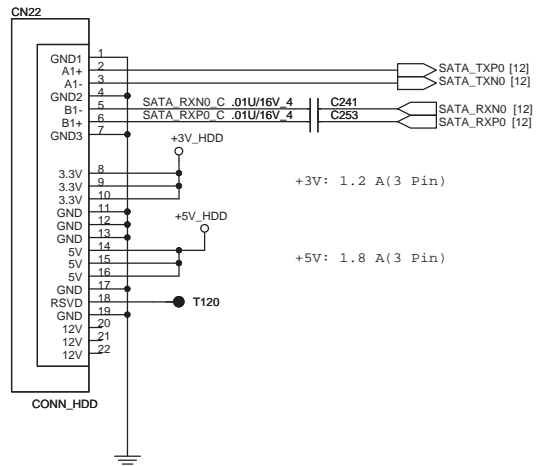 CN22
GND1 1
A1+ 2 SATA_TXP0 [12]
A1- 3 SATA_TXN0 [12]
GND2 4
B1- 5 SATA_RXN0_C .01U/16V_4 C241 SATA_RXN0 [12]
B1+ 6 SATA_RXP0_C .01U/16V_4 C253 SATA_RXP0 [12]
GND3 7
+3V_HDD
3.3V 8
3.3V 9 +3V: 1.2 A(3 Pin)
3.3V 10
GND 11
GND 12 +5V_HDD
GND 13
5V 14
5V 15 +5V: 1.8 A(3 Pin)
5V 16
GND 17
RSVD 18 T120
GND 19
12V 20
12V 21
12V 22
CONN_HDD